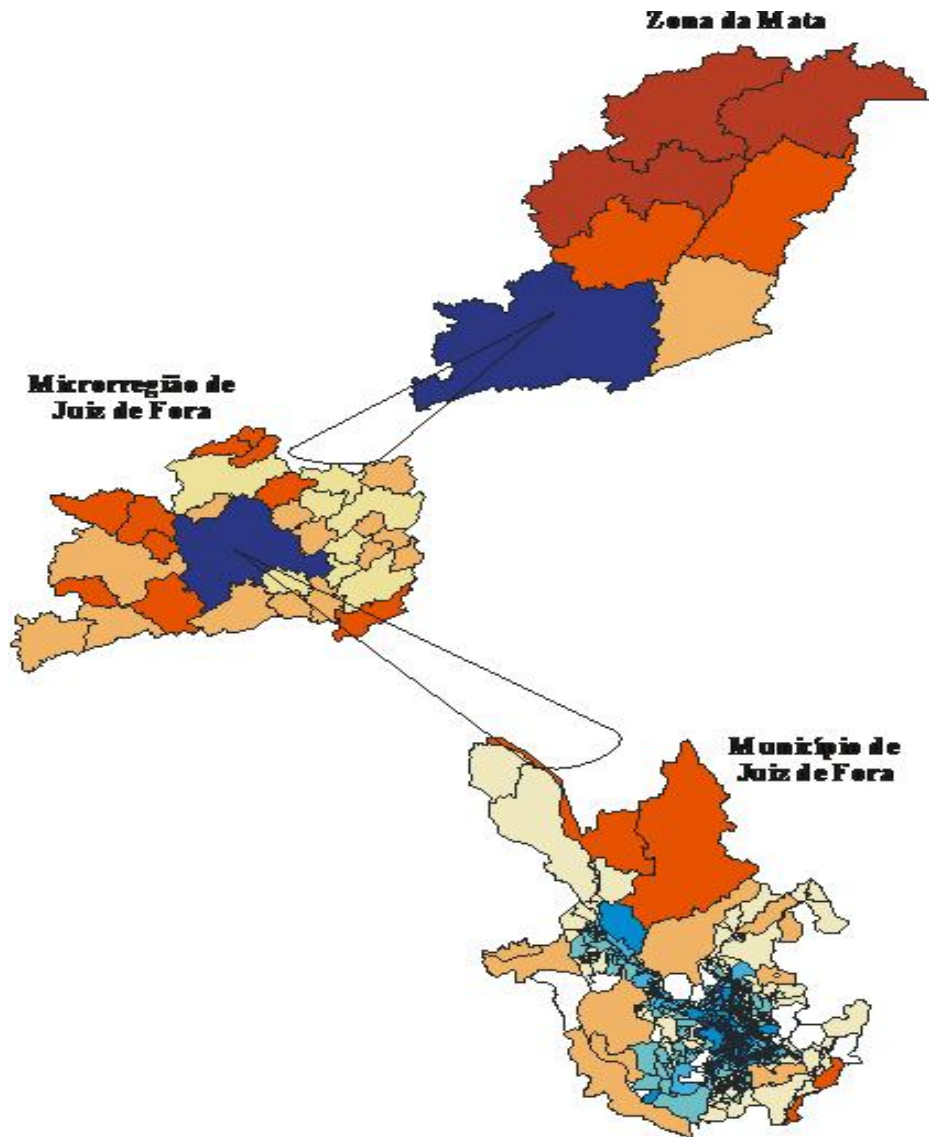 Zona da Mata
Microrregião de
Juiz de Fora
Município de
Juiz de Fora